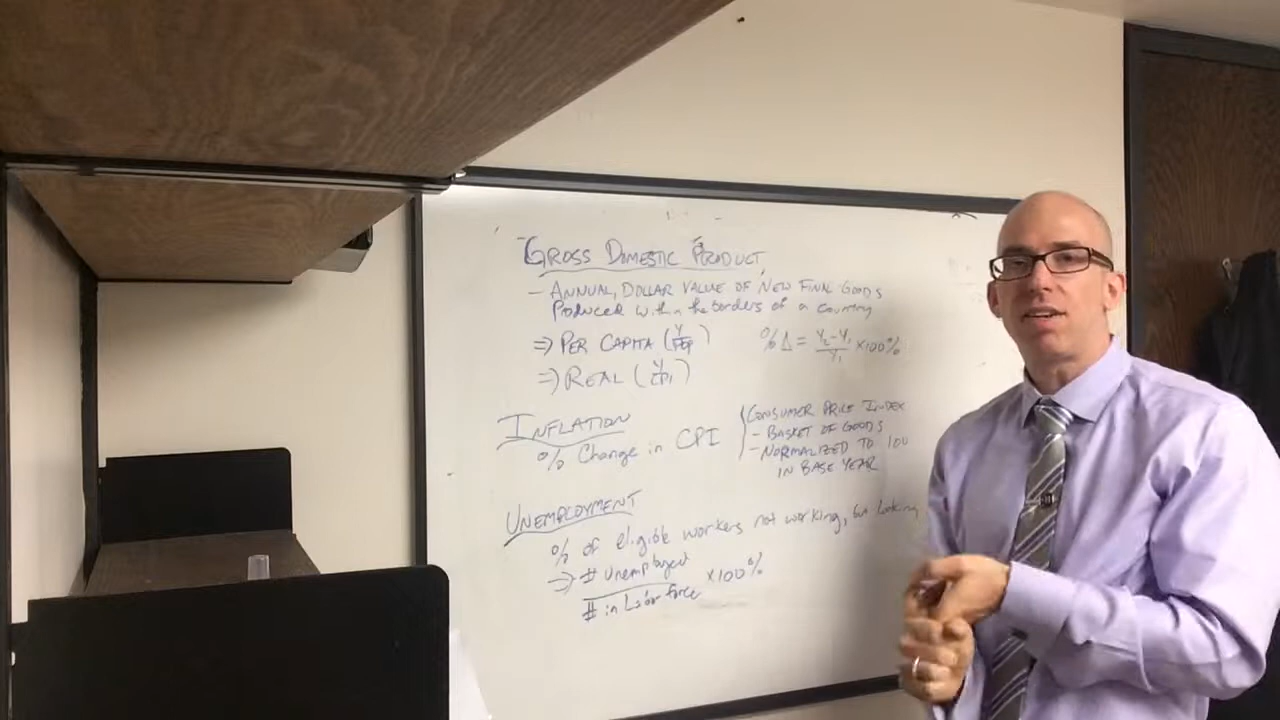 GROSS DOMESTIC PRODUCT
- ANNUAL, DOLLAR VALUE OF NEW FINAL GOODS
PRODUCED within the borders of a country
⇒ PER CAPITA (Y/POP)
%Δ = Y₂-Y₁/Y₁ ×100%
⇒ REAL (Y/CPI)
INFLATION
% Change in CPI
CONSUMER PRICE INDEX
- BASKET OF GOODS
- NORMALIZED TO 100
IN BASE YEAR
UNEMPLOYMENT
% of eligible workers not working, but looking
⇒ # Unemployed
# in Labor force
×100%